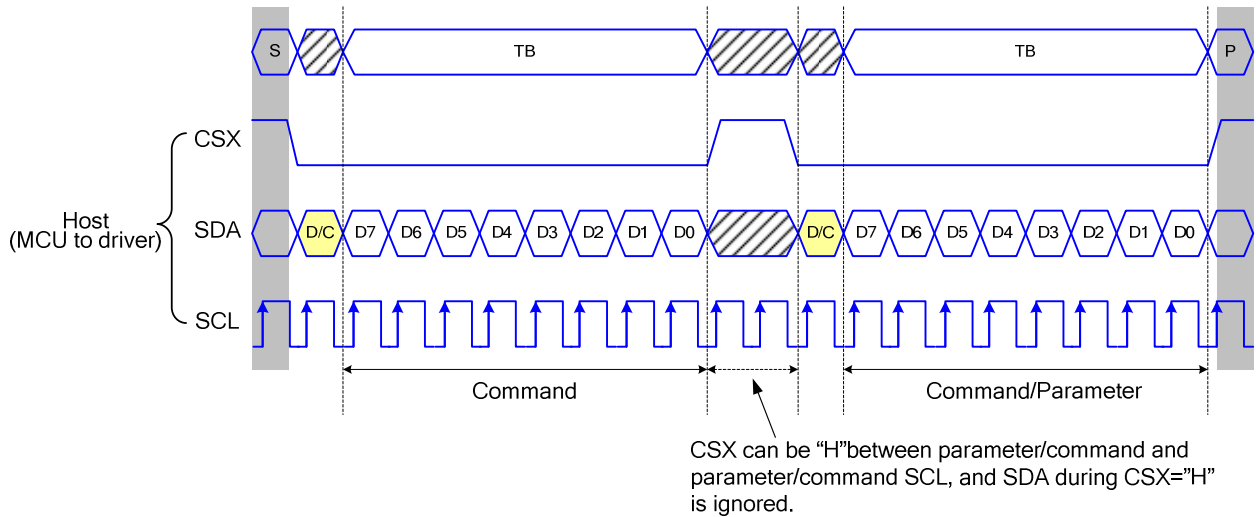 S TB TB P
CSX
Host
(MCU to driver)
SDA D/C D7 D6 D5 D4 D3 D2 D1 D0 D/C D7 D6 D5 D4 D3 D2 D1 D0
SCL
Command Command/Parameter
CSX can be “H”between parameter/command and
parameter/command SCL, and SDA during CSX=”H”
is ignored.